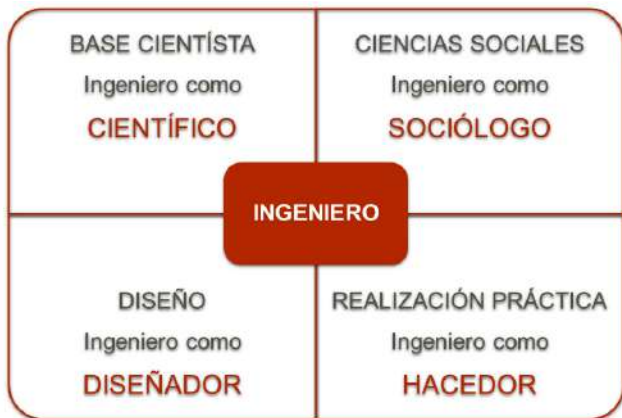 BASE CIENTÍSTA
Ingeniero como
CIENTÍFICO
CIENCIAS SOCIALES
Ingeniero como
SOCIÓLOGO
INGENIERO
DISEÑO
Ingeniero como
DISEÑADOR
REALIZACIÓN PRÁCTICA
Ingeniero como
HACEDOR